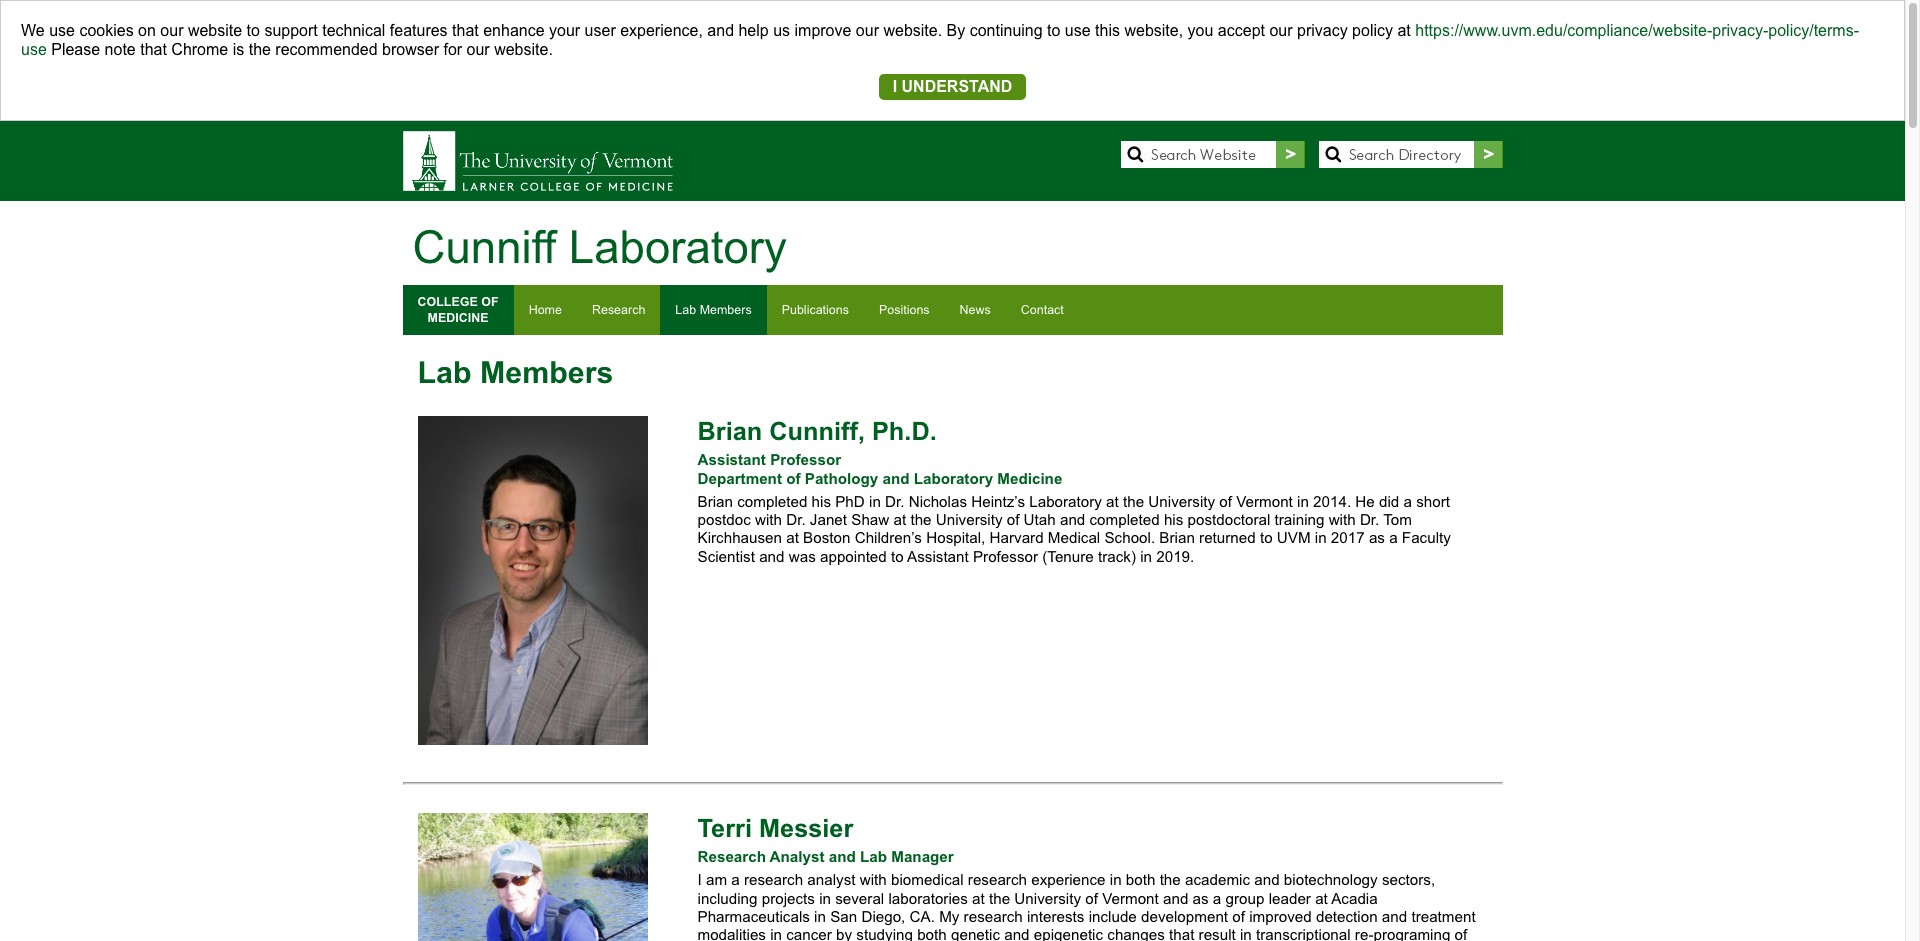 We use cookies on our website to support technical features that enhance your user experience, and help us improve our website. By continuing to use this website, you accept our privacy policy at https://www.uvm.edu/compliance/website-privacy-policy/terms-
use Please note that Chrome is the recommended browser for our website.
I UNDERSTAND
The University of Vermont
LARNER COLLEGE OF MEDICINE
Search Website >
Search Directory >
Cunniff Laboratory
COLLEGE OF
MEDICINE
Home Research Lab Members Publications Positions News Contact
Lab Members
Brian Cunniff, Ph.D.
Assistant Professor
Department of Pathology and Laboratory Medicine
Brian completed his PhD in Dr. Nicholas Heintz’s Laboratory at the University of Vermont in 2014. He did a short
postdoc with Dr. Janet Shaw at the University of Utah and completed his postdoctoral training with Dr. Tom
Kirchhausen at Boston Children’s Hospital, Harvard Medical School. Brian returned to UVM in 2017 as a Faculty
Scientist and was appointed to Assistant Professor (Tenure track) in 2019.
Terri Messier
Research Analyst and Lab Manager
I am a research analyst with biomedical research experience in both the academic and biotechnology sectors,
including projects in several laboratories at the University of Vermont and as a group leader at Acadia
Pharmaceuticals in San Diego, CA. My research interests include development of improved detection and treatment
modalities in cancer by studying both genetic and epigenetic changes that result in transcriptional re-programing of